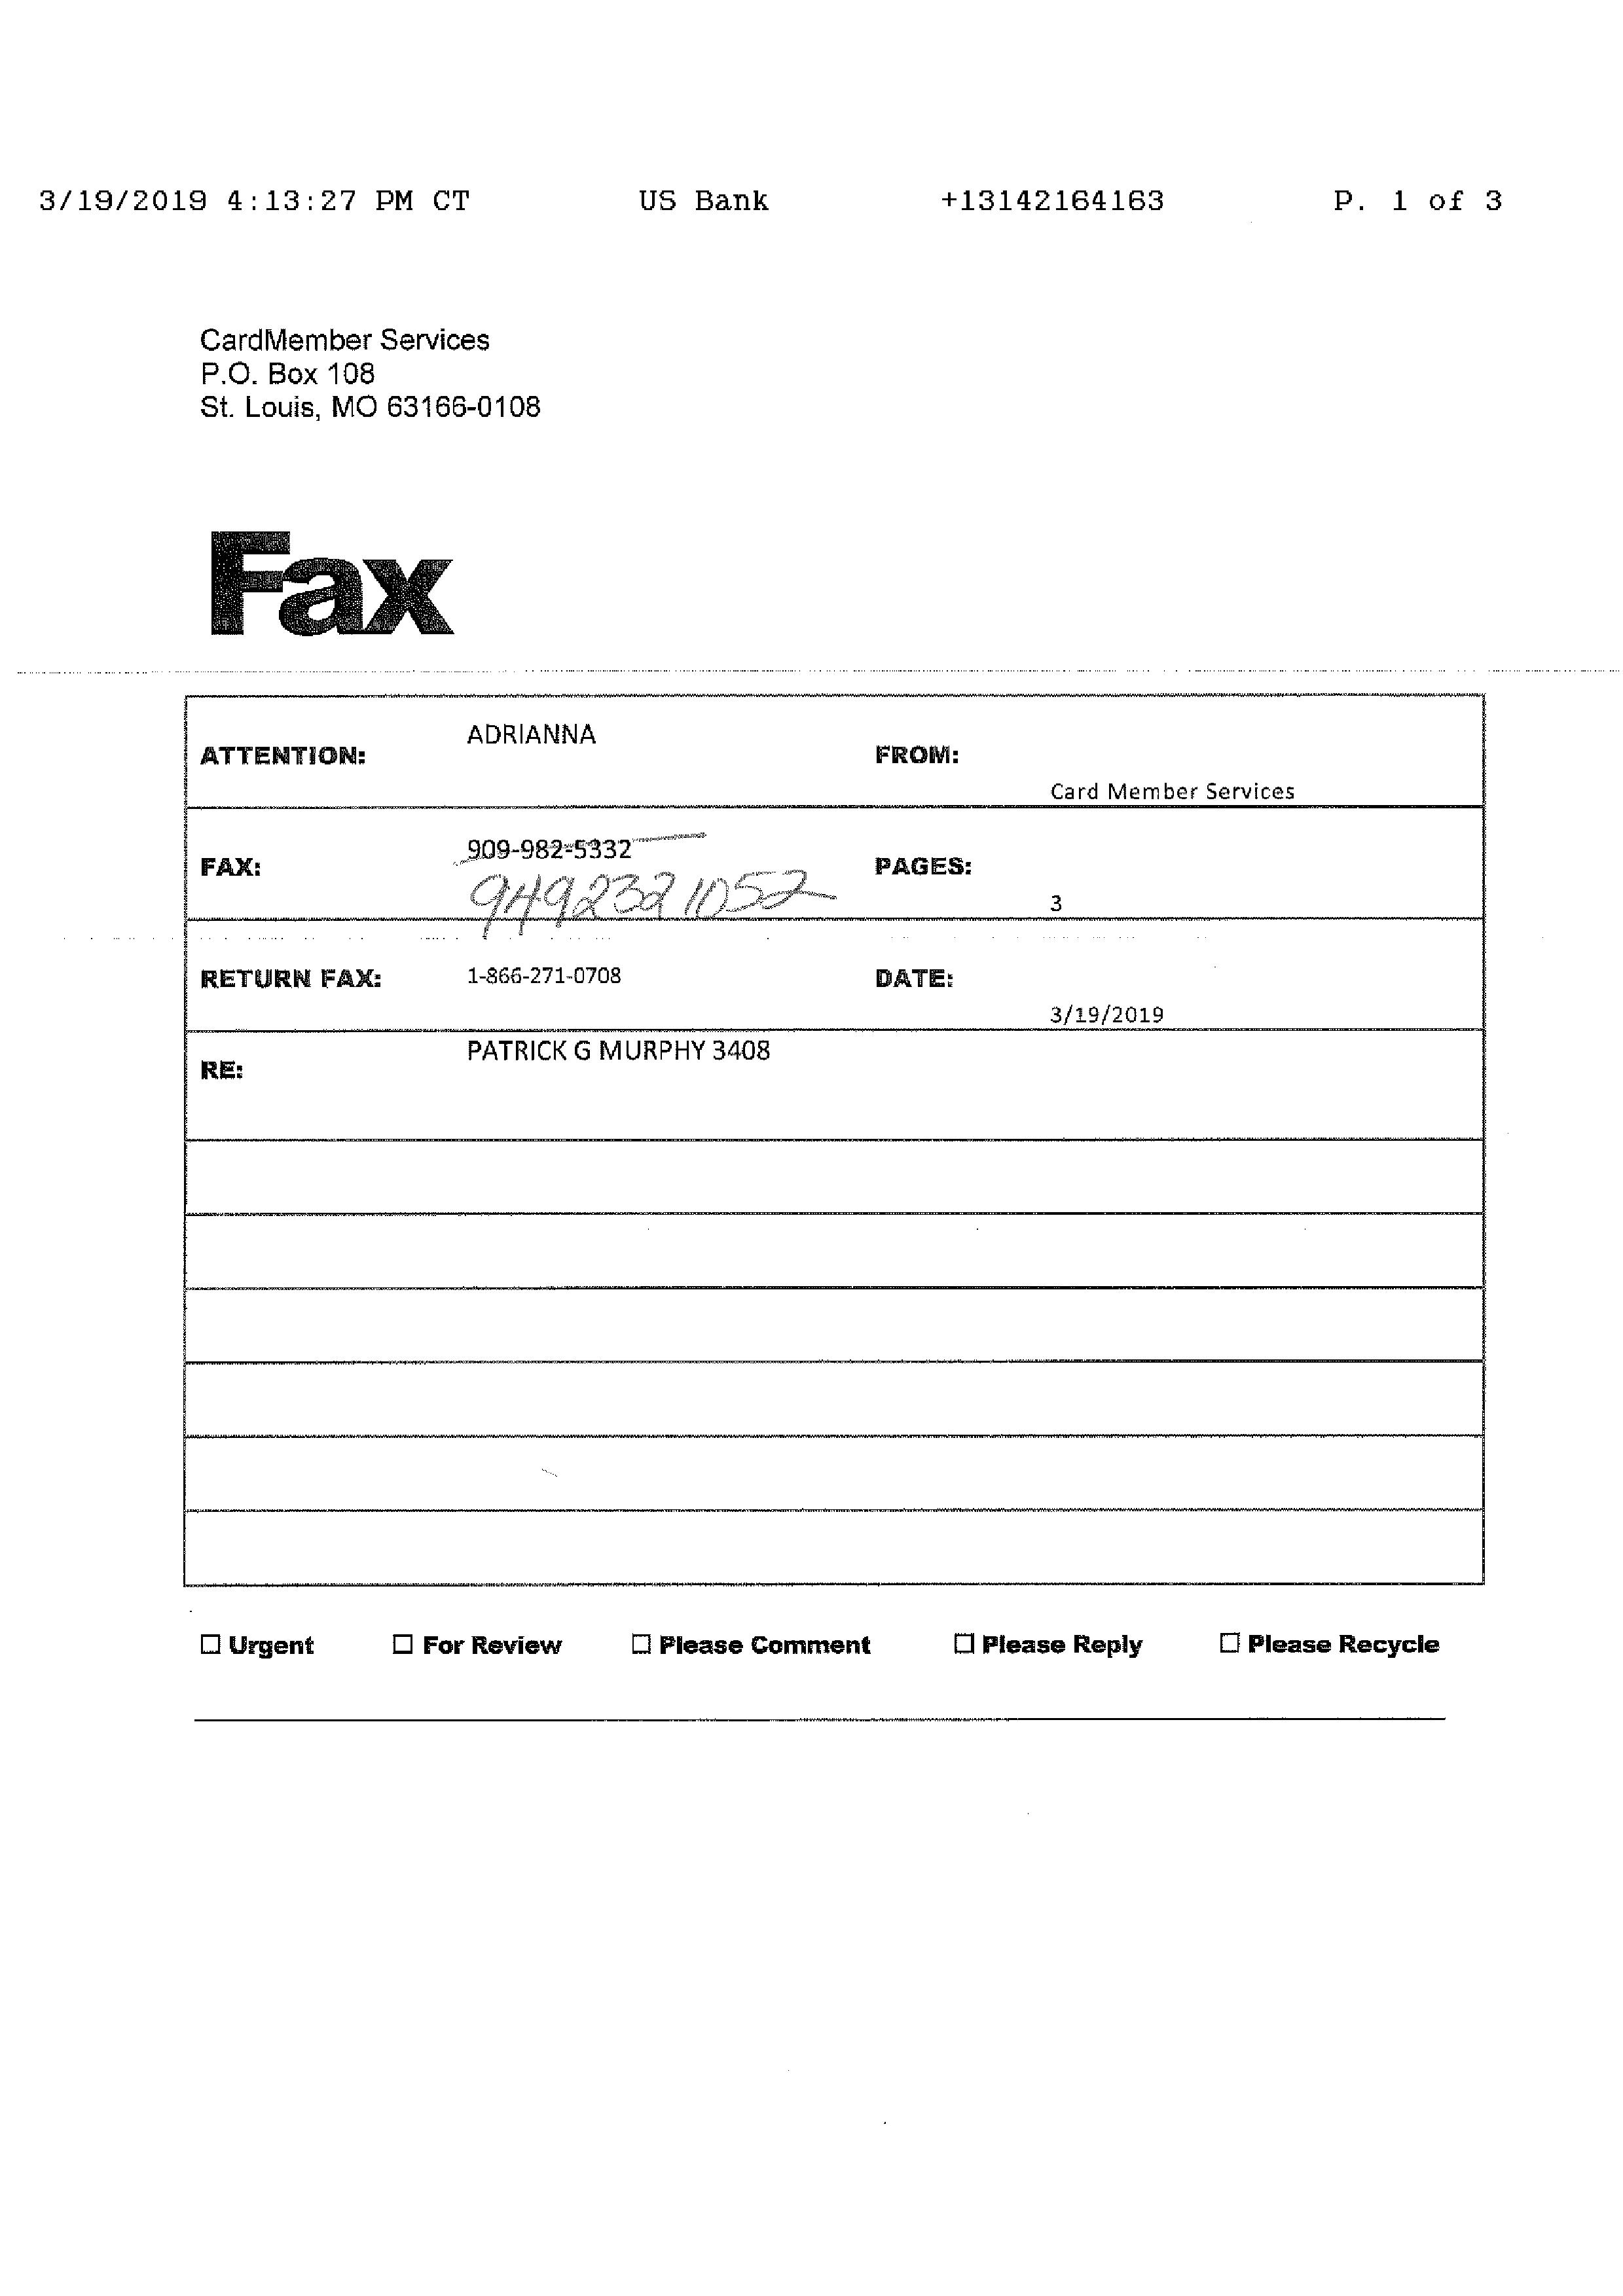 3/19/2019 4:13:27 PM CT US Bank +13142164163 P. 1 of 3
CardMember Services
P.O. Box 108
St. Louis, MO 63166-0108
Fax
ATTENTION: ADRIANNA FROM:
Card Member Services
FAX: 909-982-5332 PAGES:
9492321052 3
RETURN FAX: 1-866-271-0708 DATE:
3/19/2019
RE: PATRICK G MURPHY 3408
☐ Urgent ☐ For Review ☐ Please Comment ☐ Please Reply ☐ Please Recycle